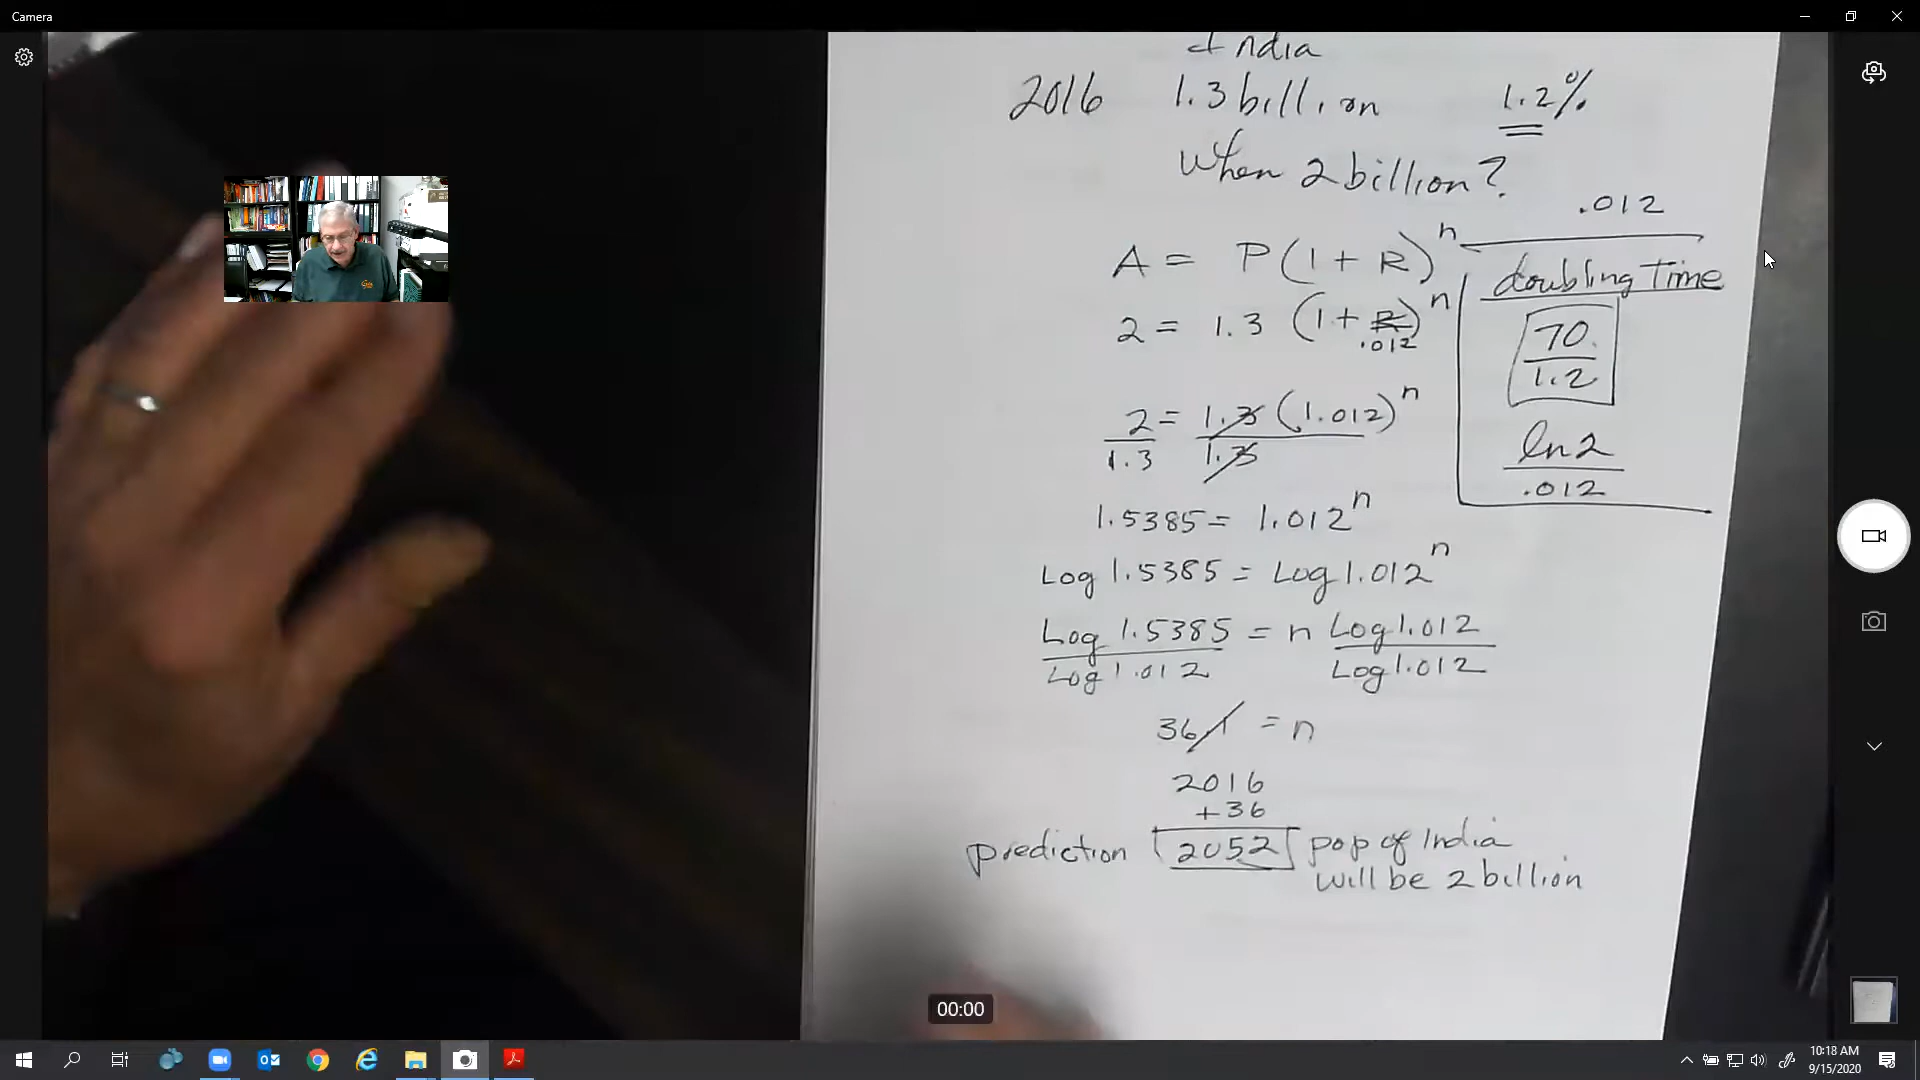 Camera
India
2016 1.3 billion 1.2%
When 2 billion?
.012
A = P(1+R)^n
2 = 1.3 (1+R)^n
.012
2 = 1.3 (1.012)^n
1.3 1.3
1.5385 = 1.012^n
Log 1.5385 = Log 1.012^n
Log 1.5385 = n Log 1.012
Log 1.012 Log 1.012
36.1 = n
2016
+36
prediction 2052 pop of India
will be 2 billion
doubling Time
70
1.2
ln 2
.012
00:00
10:18 AM
9/15/2020